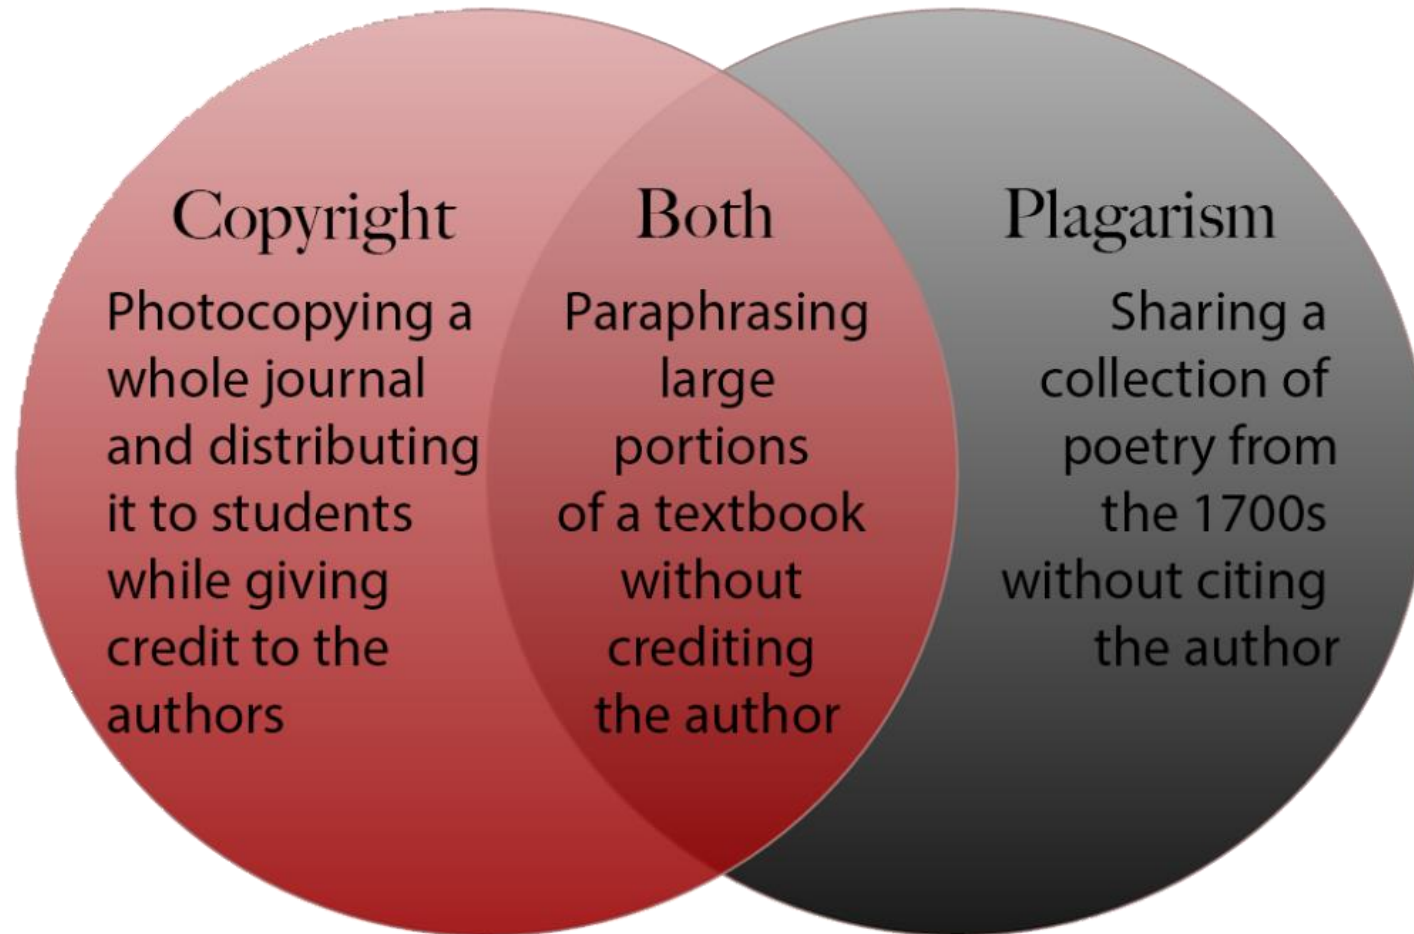 Copyright
Photocopying a
whole journal
and distributing
it to students
while giving
credit to the
authors
Both
Paraphrasing
large
portions
of a textbook
without
crediting
the author
Plagarism
Sharing a
collection of
poetry from
the 1700s
without citing
the author